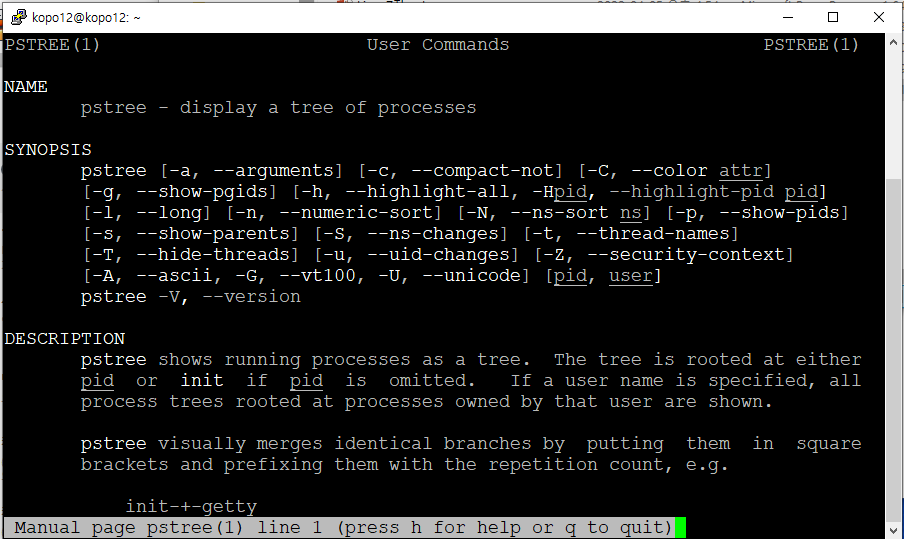 kopo12@kopo12: ~
PSTREE(1) User Commands PSTREE(1)
NAME
pstree - display a tree of processes
SYNOPSIS
pstree [-a, --arguments] [-c, --compact-not] [-C, --color attr]
[-g, --show-pgids] [-h, --highlight-all, -Hpid, --highlight-pid pid]
[-l, --long] [-n, --numeric-sort] [-N, --ns-sort ns] [-p, --show-pids]
[-s, --show-parents] [-S, --ns-changes] [-t, --thread-names]
[-T, --hide-threads] [-u, --uid-changes] [-Z, --security-context]
[-A, --ascii, -G, --vt100, -U, --unicode] [pid, user]
pstree -V, --version
DESCRIPTION
pstree shows running processes as a tree. The tree is rooted at either
pid or init if pid is omitted. If a user name is specified, all
process trees rooted at processes owned by that user are shown.
pstree visually merges identical branches by putting them in square
brackets and prefixing them with the repetition count, e.g.
init-+-getty
Manual page pstree(1) line 1 (press h for help or q to quit)